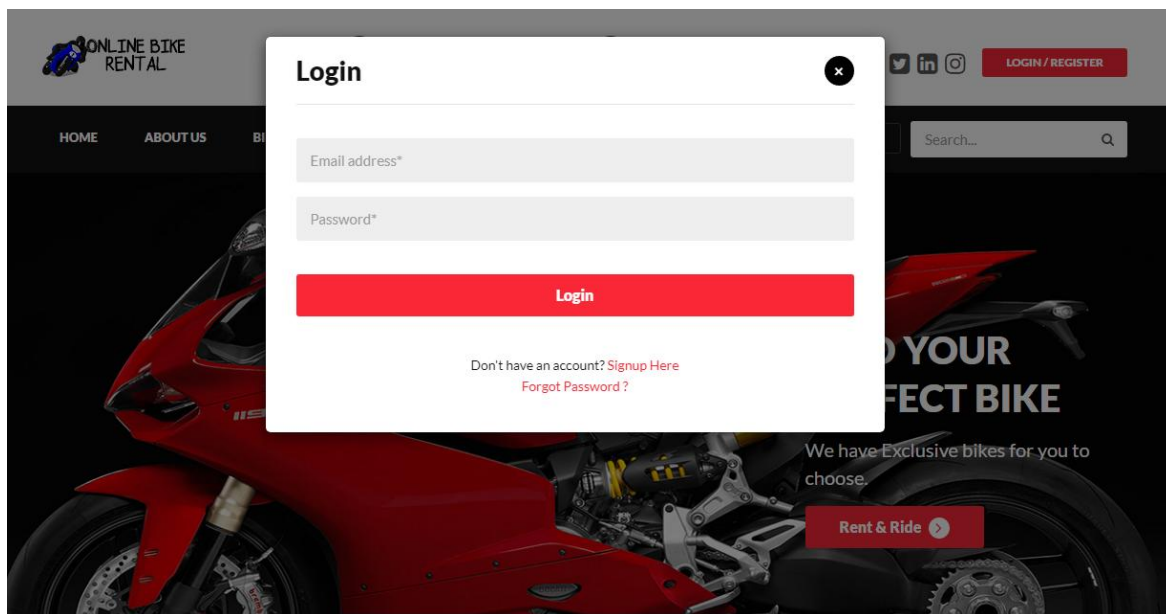 ONLINE BIKE
RENTAL
LOGIN / REGISTER
Login
×
HOME ABOUT US
Search...
Email address*
Password*
Login
Don't have an account? Signup Here
Forgot Password ?
YOUR
BIKE
We have Exclusive bikes for you to
choose.
Rent & Ride
119